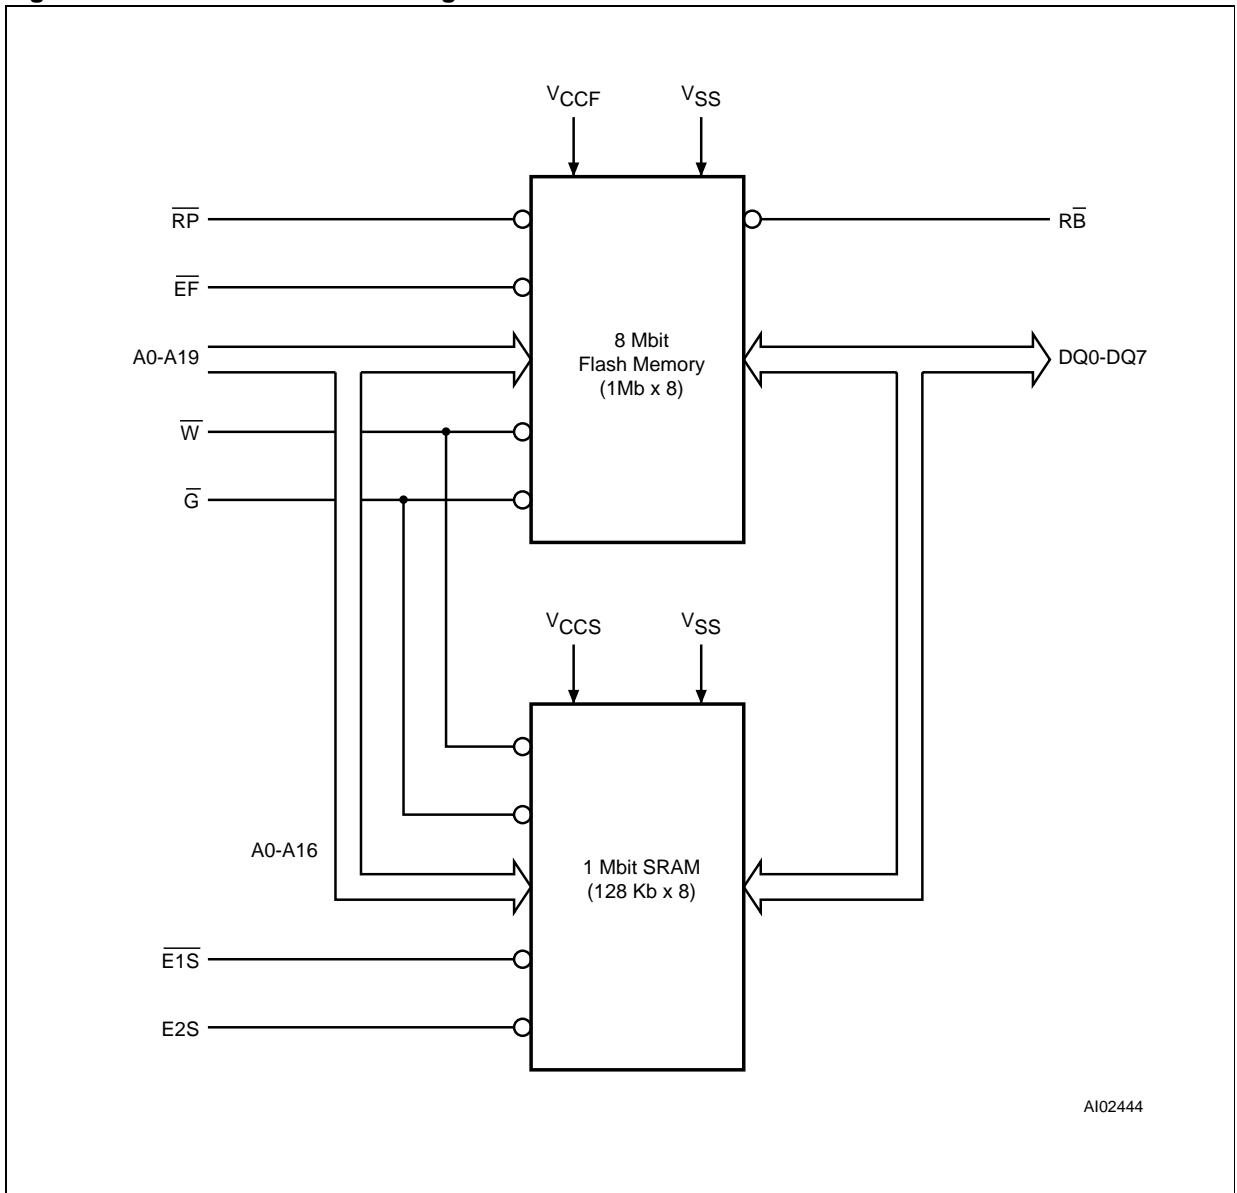 VCCF VSS
RP
RB
EF
8 Mbit
Flash Memory
(1Mb x 8)
A0-A19
DQ0-DQ7
W
G
VCCS VSS
A0-A16
1 Mbit SRAM
(128 Kb x 8)
E1S
E2S
AI02444